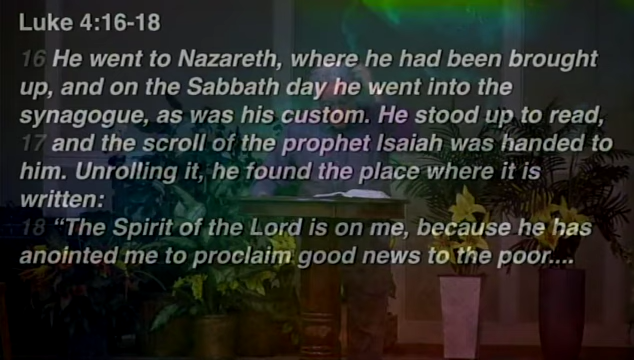 Luke 4:16-18
16 He went to Nazareth, where he had been brought
up, and on the Sabbath day he went into the
synagogue, as was his custom. He stood up to read,
17 and the scroll of the prophet Isaiah was handed to
him. Unrolling it, he found the place where it is
written:
18 “The Spirit of the Lord is on me, because he has
anointed me to proclaim good news to the poor....